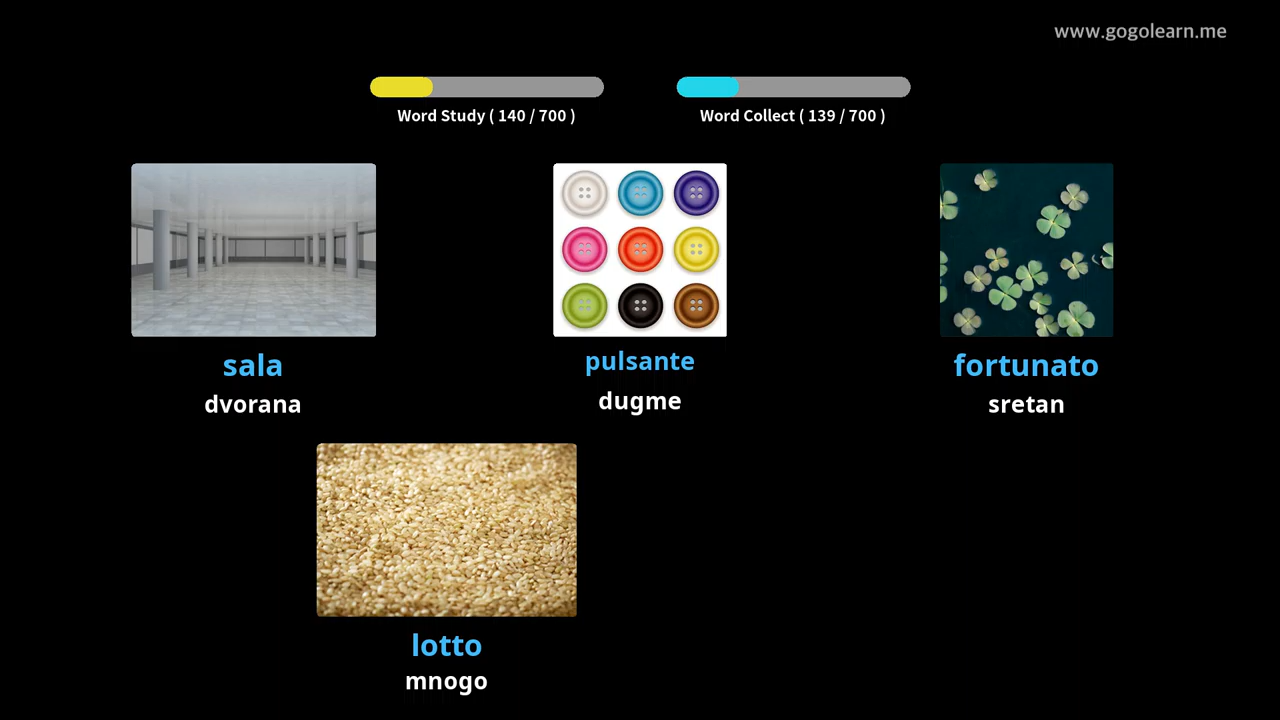 www.gogolearn.me
Word Study ( 140 / 700 )
Word Collect ( 139 / 700 )
sala
dvorana
pulsante
dugme
fortunato
sretan
lotto
mnogo